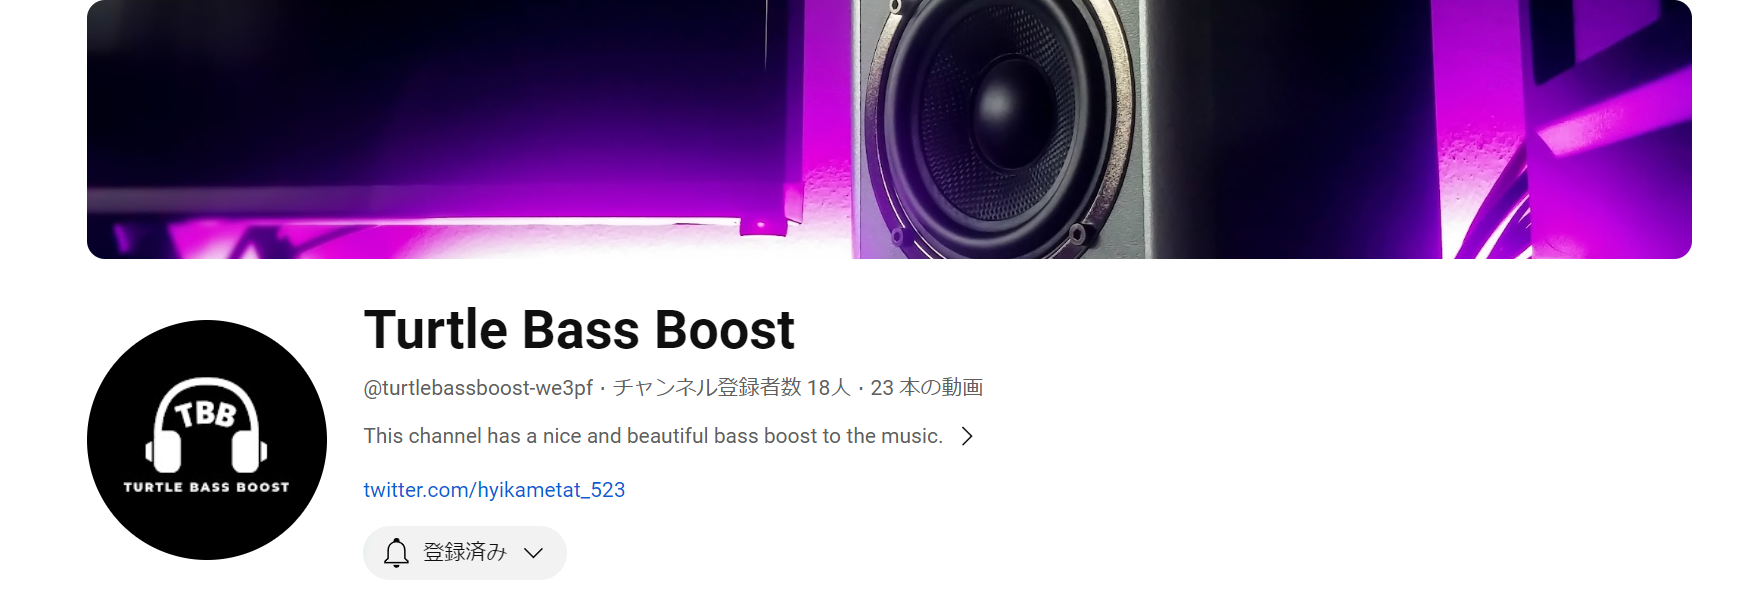 Turtle Bass Boost
TBB
TURTLE BASS BOOST
@turtlebassboost-we3pf・チャンネル登録者数 18人・23 本の動画
This channel has a nice and beautiful bass boost to the music.
twitter.com/hyikametat_523
登録済み